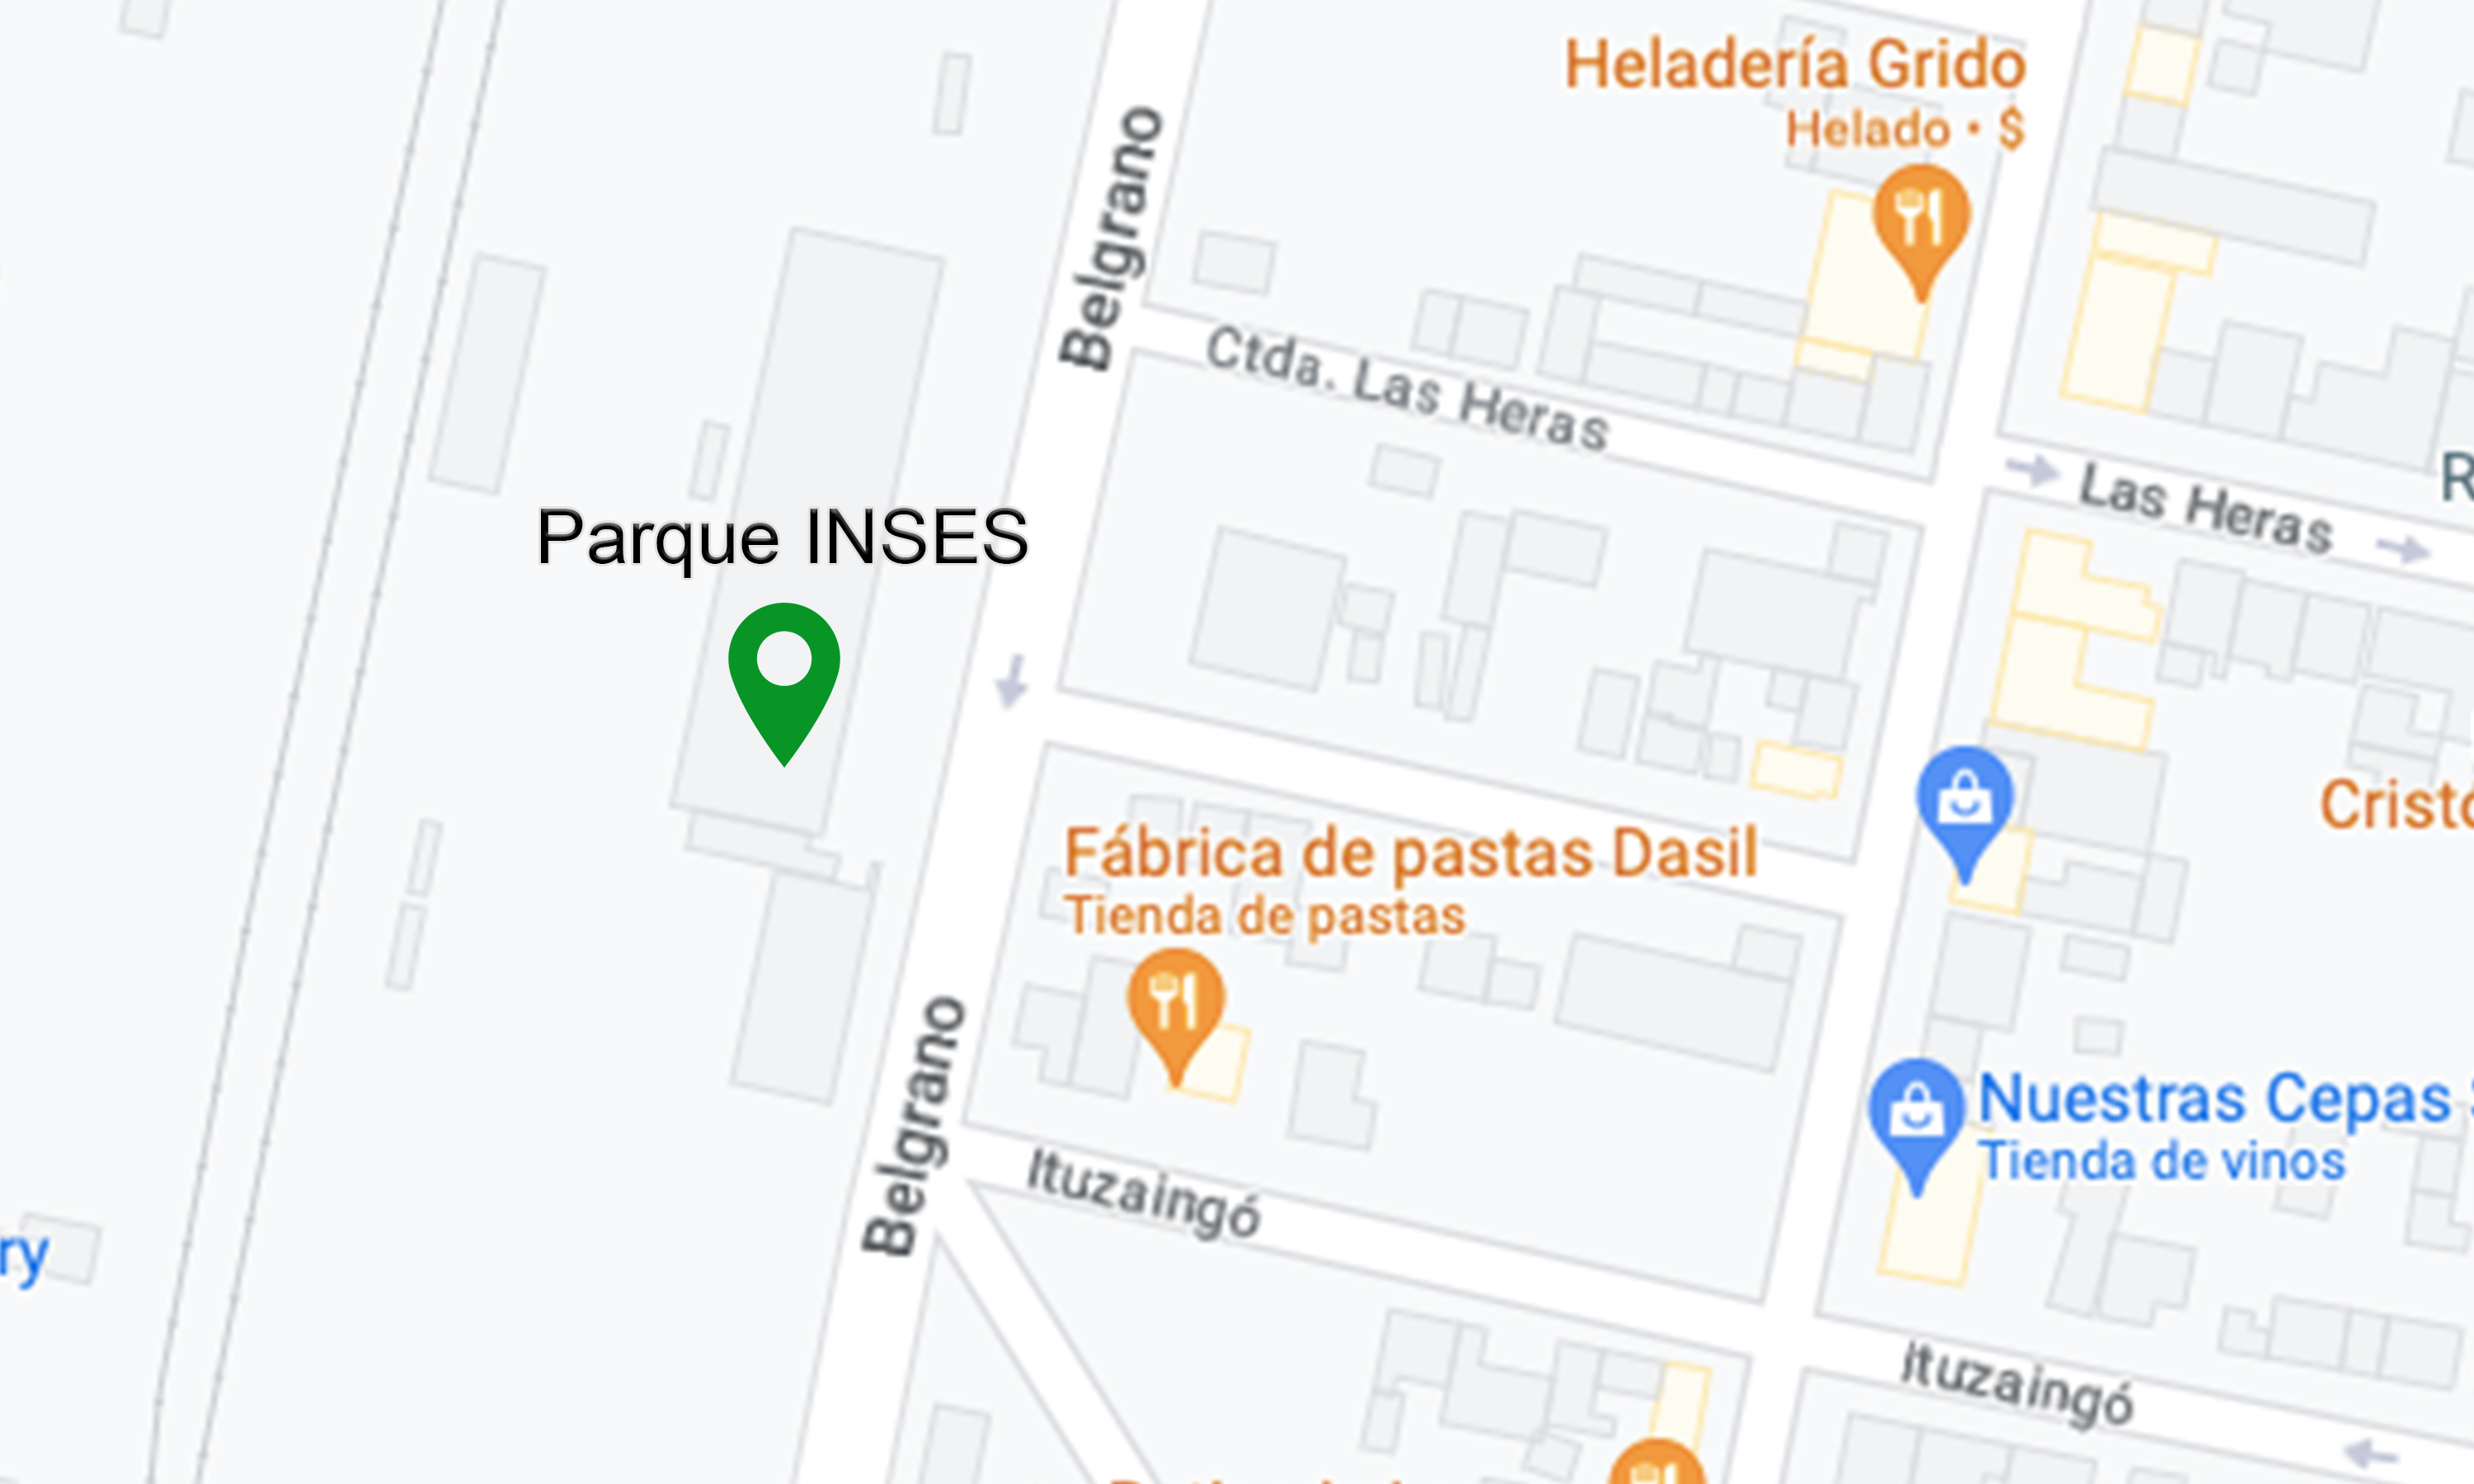 Heladería Grido
Helado • $
Belgrano
Ctda. Las Heras
Las Heras
Parque INSES
Fábrica de pastas Dasil
Tienda de pastas
Belgrano
Nuestras Cepas
Tienda de vinos
Ituzaingó
Ituzaingó